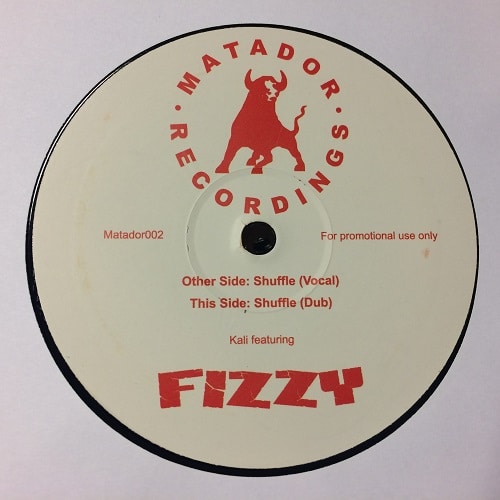 · MATADOR ·
RECORDINGS
Matador002
For promotional use only
Other Side: Shuffle (Vocal)
This Side: Shuffle (Dub)
Kali featuring
FIZZY